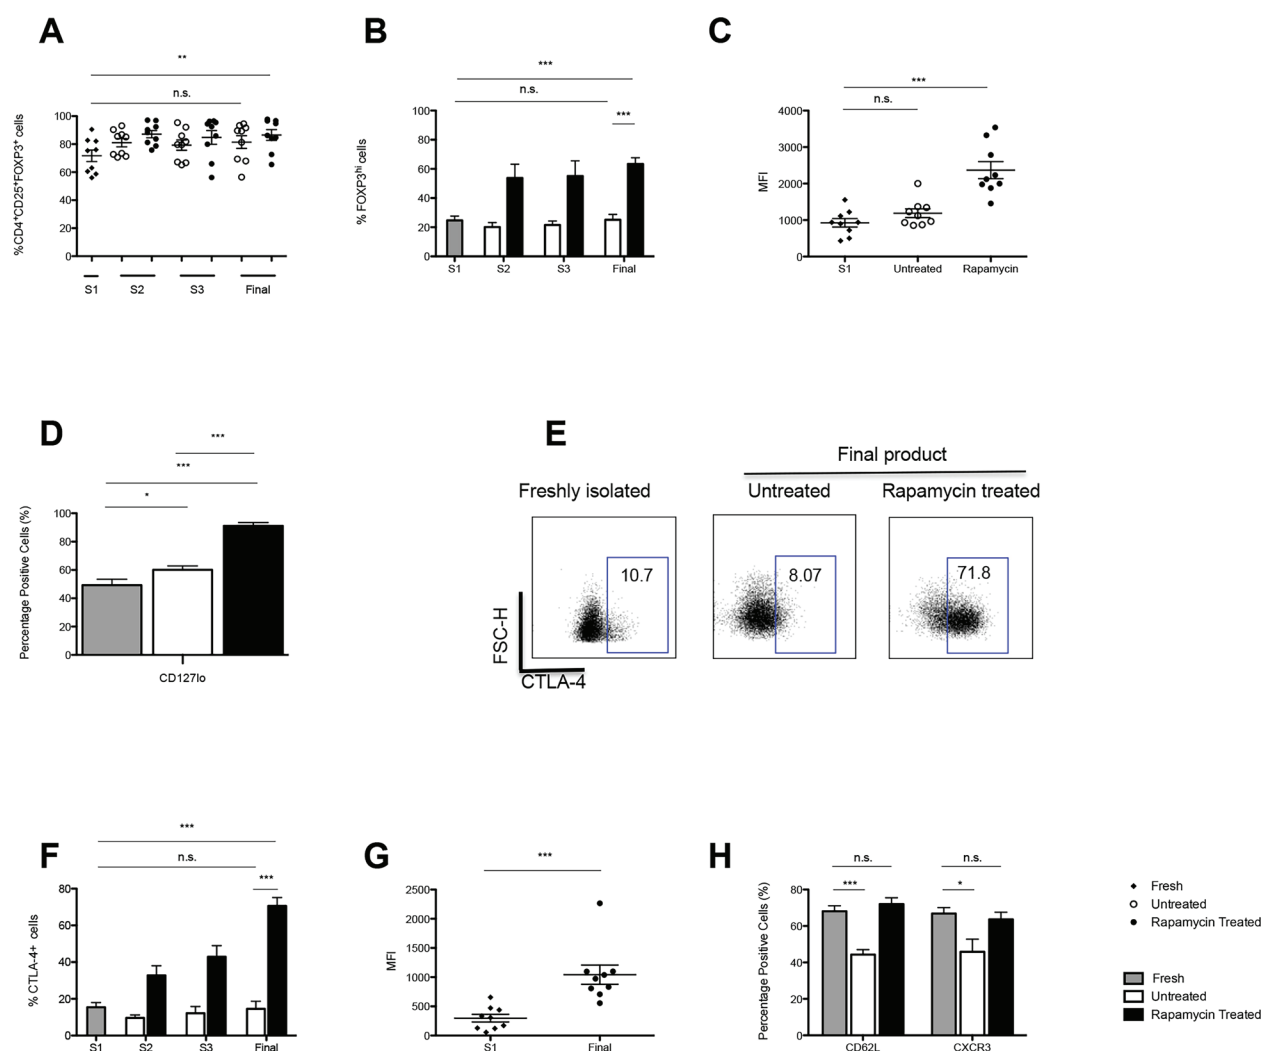 A
**
n.s.
%CD4+CD25+FOXP3+ cells
100
80
60
40
20
0
S1
S2
S3
Final
B
***
n.s.
***
% FOXP3hi cells
100
80
60
40
20
0
S1
S2
S3
Final
C
***
n.s.
MFI
4000
3000
2000
1000
0
S1
Untreated
Rapamycin
D
***
***
*
Percentage Positive Cells (%)
100
80
60
40
20
0
CD127lo
E
Final product
Freshly isolated
Untreated
Rapamycin treated
10.7
8.07
71.8
FSC-H
CTLA-4
F
***
n.s.
***
% CTLA-4+ cells
80
60
40
20
0
S1
S2
S3
Final
G
***
MFI
2500
2000
1500
1000
500
0
S1
Final
H
n.s.
n.s.
***
*
Percentage Positive Cells (%)
80
60
40
20
0
CD62L
CXCR3
Fresh
Untreated
Rapamycin Treated
Fresh
Untreated
Rapamycin Treated